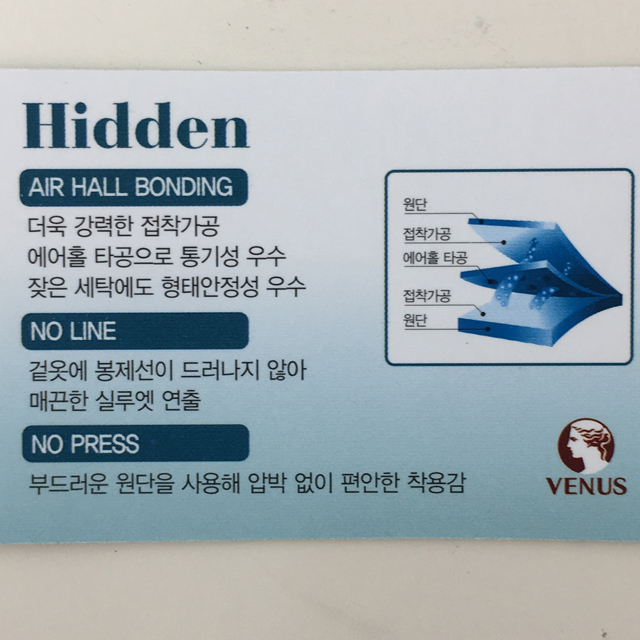 Hidden
AIR HALL BONDING
더욱 강력한 접착가공
에어홀 타공으로 통기성 우수
잦은 세탁에도 형태안정성 우수
NO LINE
겉옷에 봉제선이 드러나지 않아
매끈한 실루엣 연출
NO PRESS
부드러운 원단을 사용해 압박 없이 편안한 착용감
원단
접착가공
에어홀 타공
접착가공
원단
VENUS